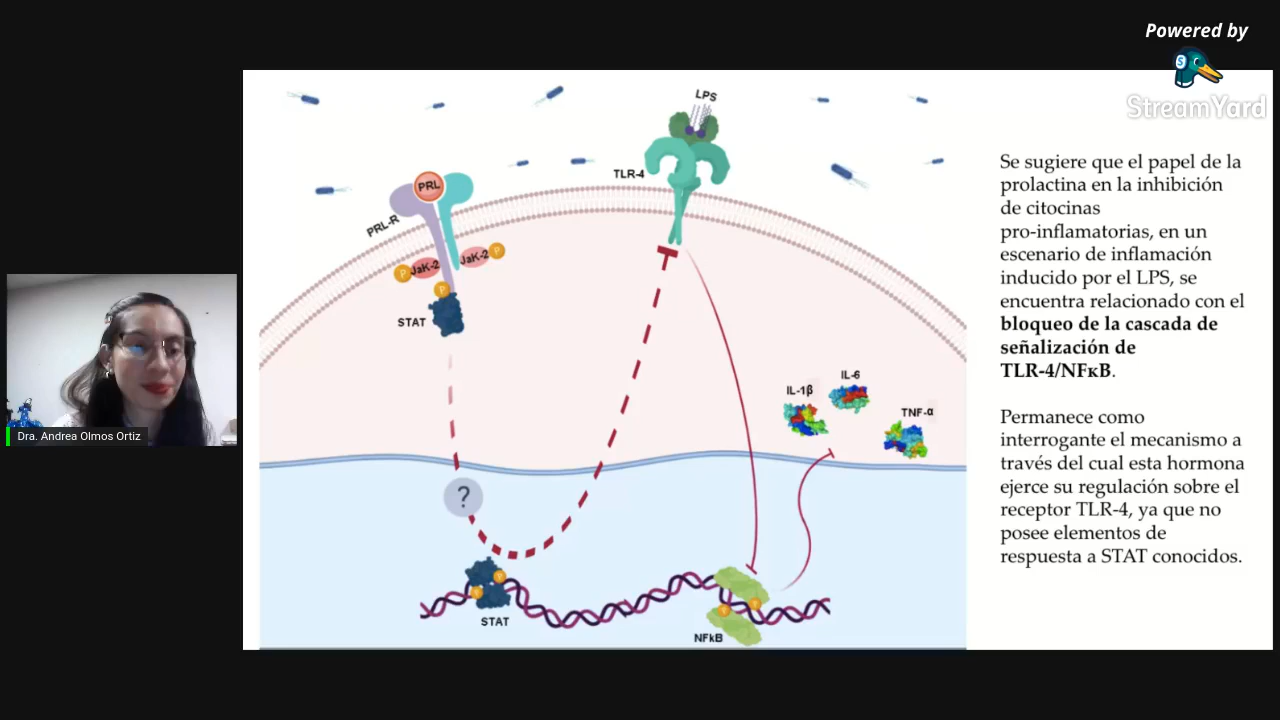 Powered by
StreamYard
LPS
TLR-4
PRL
PRL-R
P
JaK-2
JaK-2
P
P
STAT
IL-1β
IL-6
TNF-α
?
P
P
STAT
P
P
NFkB
Se sugiere que el papel de la
prolactina en la inhibición
de citocinas
pro-inflamatorias, en un
escenario de inflamación
inducido por el LPS, se
encuentra relacionado con el
bloqueo de la cascada de
señalización de
TLR-4/NFκB.
Permanece como
interrogante el mecanismo a
través del cual esta hormona
ejerce su regulación sobre el
receptor TLR-4, ya que no
posee elementos de
respuesta a STAT conocidos.
Dra. Andrea Olmos Ortiz